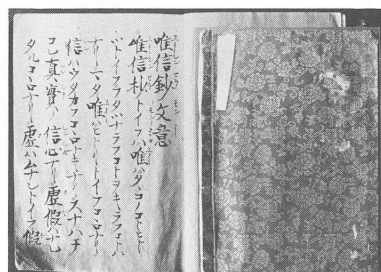 唯信鈔文意
唯信抄トイフハ唯ハタヽコノコトヒトツ
トイフフタツナラフコトヲキラフコトハ
ナリマタ唯ハヒトリトイフコヽロナリ
信ハウタカフコヽロナキナリスナハチ
コレ真實ノ信心ナリ虚假ハナレ
タルコヽロナリ虚ハムナシトイフ假